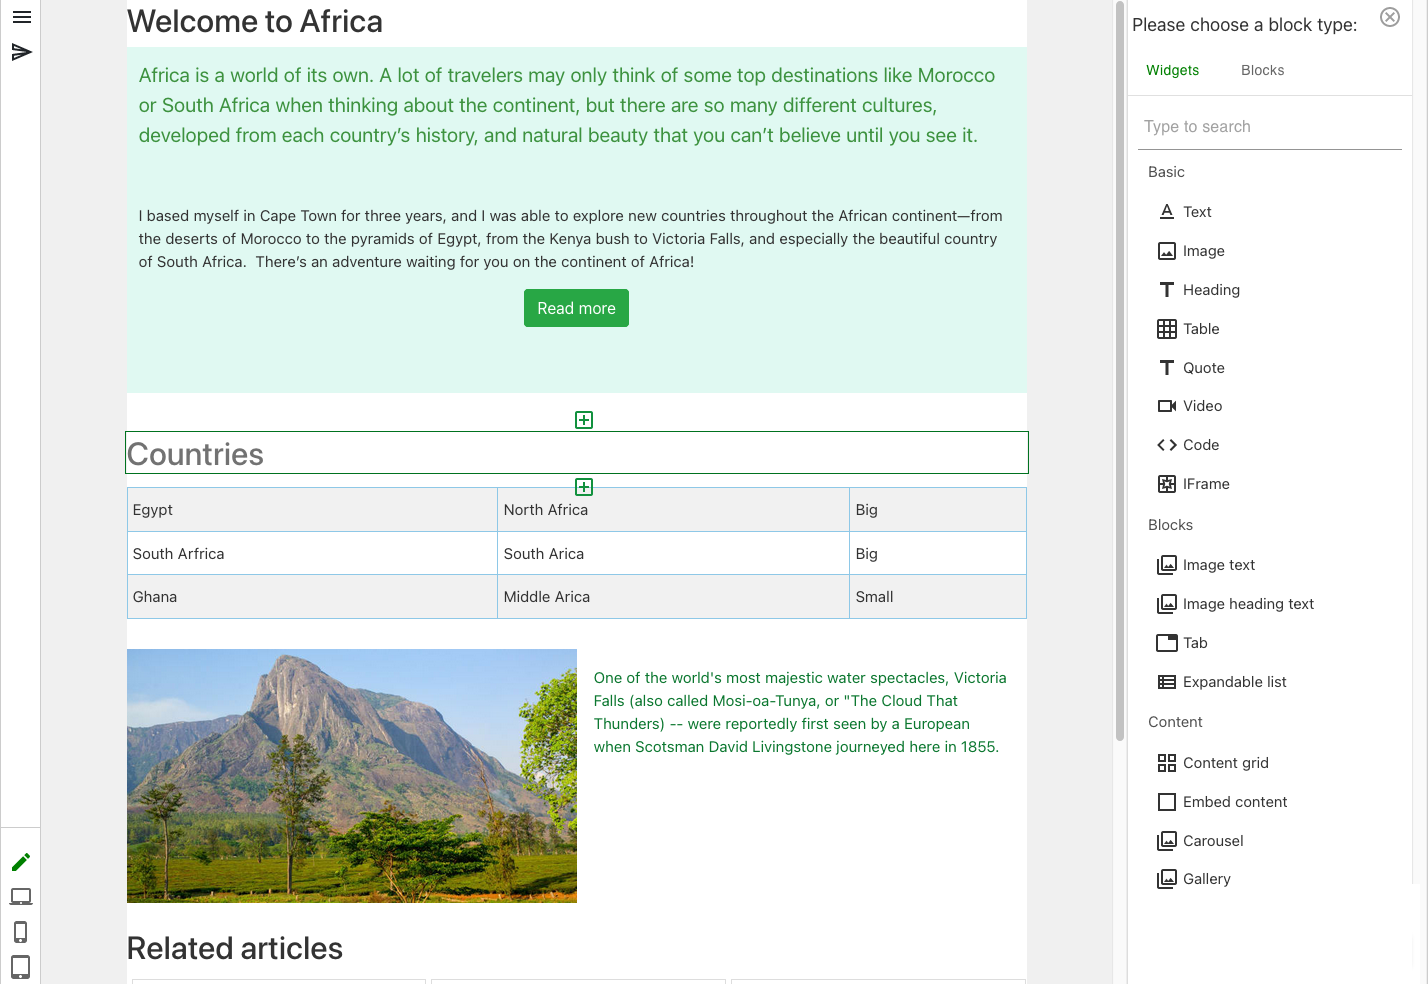 Welcome to Africa
Africa is a world of its own. A lot of travelers may only think of some top destinations like Morocco
or South Africa when thinking about the continent, but there are so many different cultures,
developed from each country’s history, and natural beauty that you can’t believe until you see it.
I based myself in Cape Town for three years, and I was able to explore new countries throughout the African continent—from
the deserts of Morocco to the pyramids of Egypt, from the Kenya bush to Victoria Falls, and especially the beautiful country
of South Africa.  There’s an adventure waiting for you on the continent of Africa!
Read more
Countries
Egypt North Africa Big
South Arfrica South Arica Big
Ghana Middle Arica Small
One of the world's most majestic water spectacles, Victoria
Falls (also called Mosi-oa-Tunya, or "The Cloud That
Thunders) -- were reportedly first seen by a European
when Scotsman David Livingstone journeyed here in 1855.
Related articles
Please choose a block type:
Widgets Blocks
Type to search
Basic
Text
Image
Heading
Table
Quote
Video
Code
IFrame
Blocks
Image text
Image heading text
Tab
Expandable list
Content
Content grid
Embed content
Carousel
Gallery